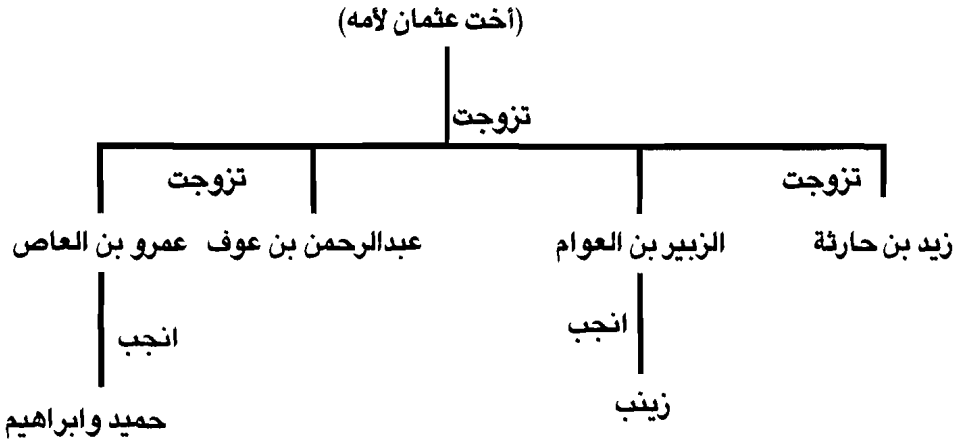 (أخت عثمان لأمه)
تزوجت
تزوجت
تزوجت
زيد بن حارثة
الزبير بن العوام
عبدالرحمن بن عوف
عمرو بن العاص
انجب
انجب
زينب
حميد وابراهيم